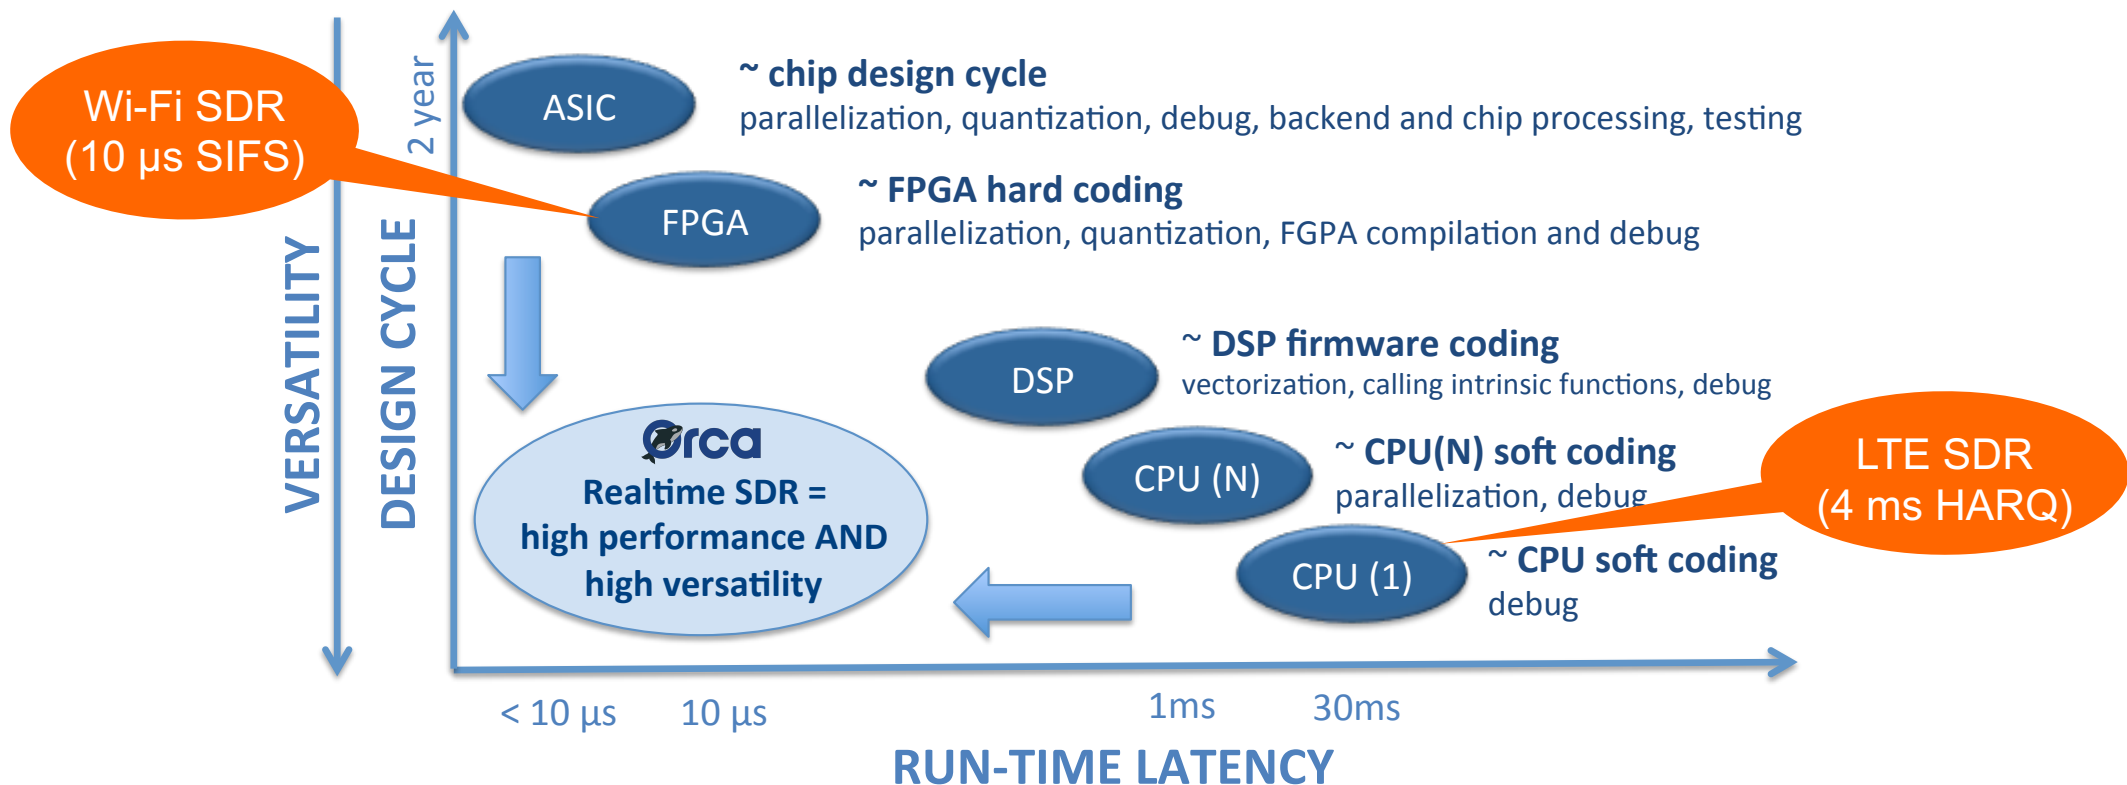 Wi-Fi SDR
(10 µs SIFS)
VERSATILITY
DESIGN CYCLE
2 year
ASIC
~ chip design cycle
parallelization, quantization, debug, backend and chip processing, testing
FPGA
~ FPGA hard coding
parallelization, quantization, FGPA compilation and debug
DSP
~ DSP firmware coding
vectorization, calling intrinsic functions, debug
Orca
Realtime SDR =
high performance AND
high versatility
CPU (N)
~ CPU(N) soft coding
parallelization, debug
LTE SDR
(4 ms HARQ)
CPU (1)
~ CPU soft coding
debug
< 10 µs
10 µs
1ms
30ms
RUN-TIME LATENCY